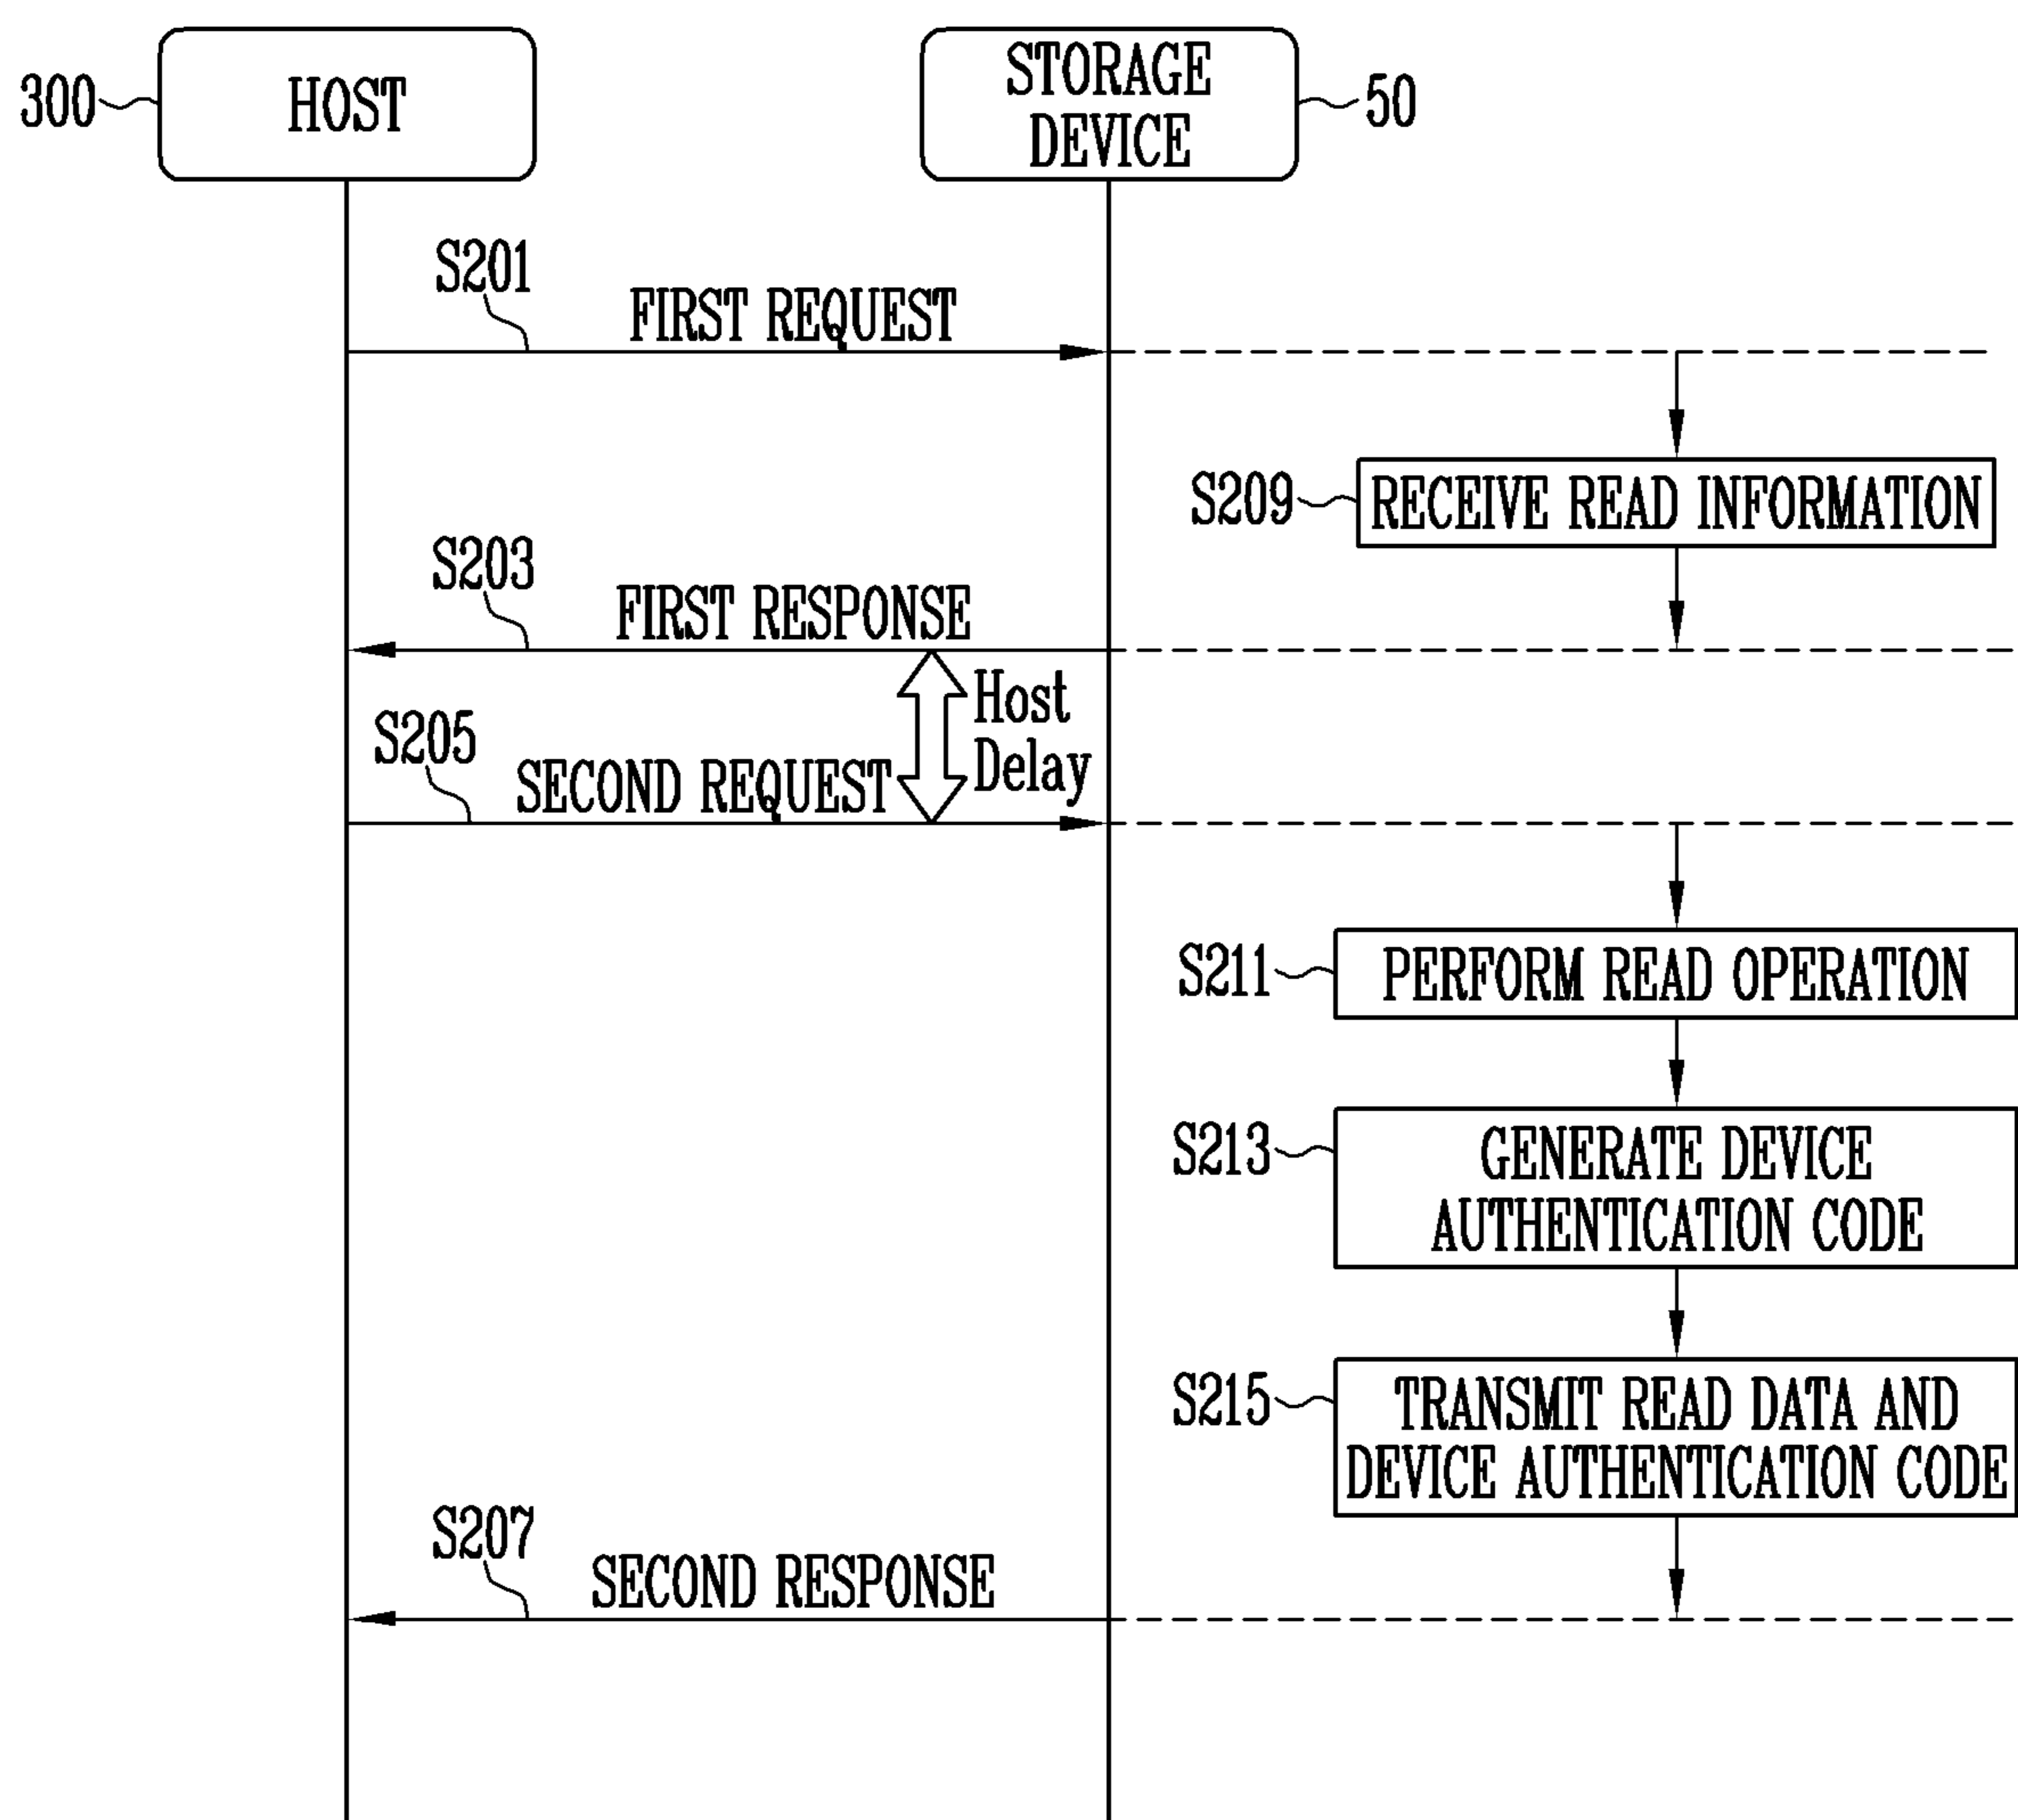 300
HOST
STORAGE
DEVICE
50
S201
FIRST REQUEST
S209
RECEIVE READ INFORMATION
S203
FIRST RESPONSE
Host
Delay
S205
SECOND REQUEST
S211
PERFORM READ OPERATION
S213
GENERATE DEVICE
AUTHENTICATION CODE
S215
TRANSMIT READ DATA AND
DEVICE AUTHENTICATION CODE
S207
SECOND RESPONSE